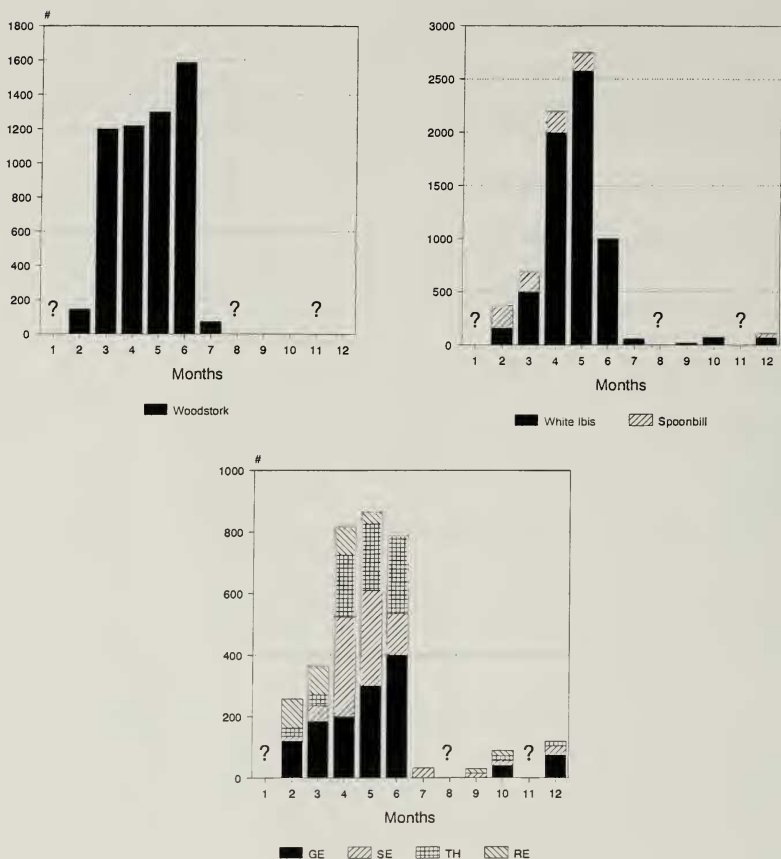 #
1800
1600
1400
1200
1000
800
600
400
200
0
? ? ?
1 2 3 4 5 6 7 8 9 10 11 12
Months
Woodstork
3000
2500
2000
1500
1000
500
0
? ? ?
1 2 3 4 5 6 7 8 9 10 11 12
Months
White Ibis Spoonbill
#
1000
800
600
400
200
0
? ? ?
1 2 3 4 5 6 7 8 9 10 11 12
Months
GE SE TH RE